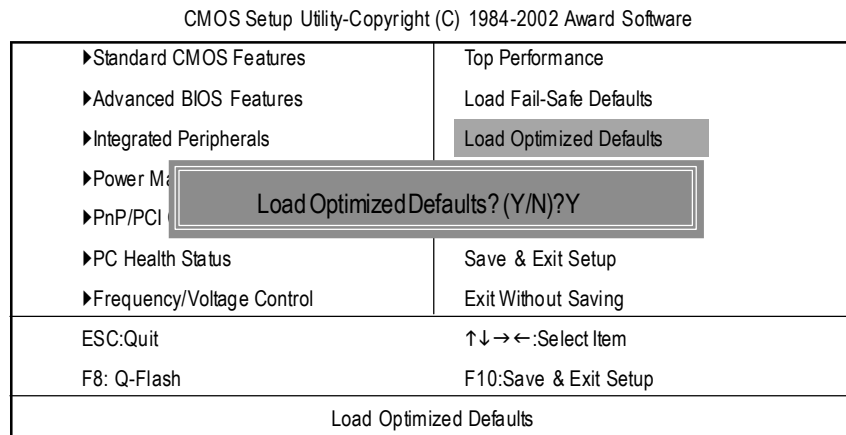 CMOS Setup Utility-Copyright (C) 1984-2002 Award Software
▶Standard CMOS Features
Top Performance
▶Advanced BIOS Features
Load Fail-Safe Defaults
▶Integrated Peripherals
Load Optimized Defaults
▶Power Ma
▶PnP/PCI
Load Optimized Defaults? (Y/N)?Y
▶PC Health Status
Save & Exit Setup
▶Frequency/Voltage Control
Exit Without Saving
ESC:Quit
↑↓→←:Select Item
F8: Q-Flash
F10:Save & Exit Setup
Load Optimized Defaults